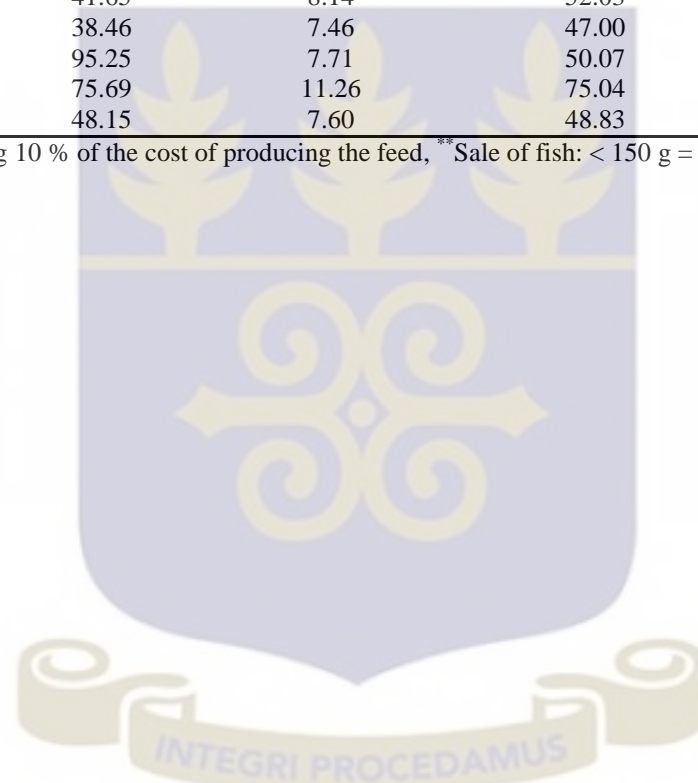 38.46 7.46 47.00
95.25 7.71 50.07
75.69 11.26 75.04
48.15 7.60 48.83
g 10 % of the cost of producing the feed, **Sale of fish: < 150 g =
INTEGRI PROCEDAMUS